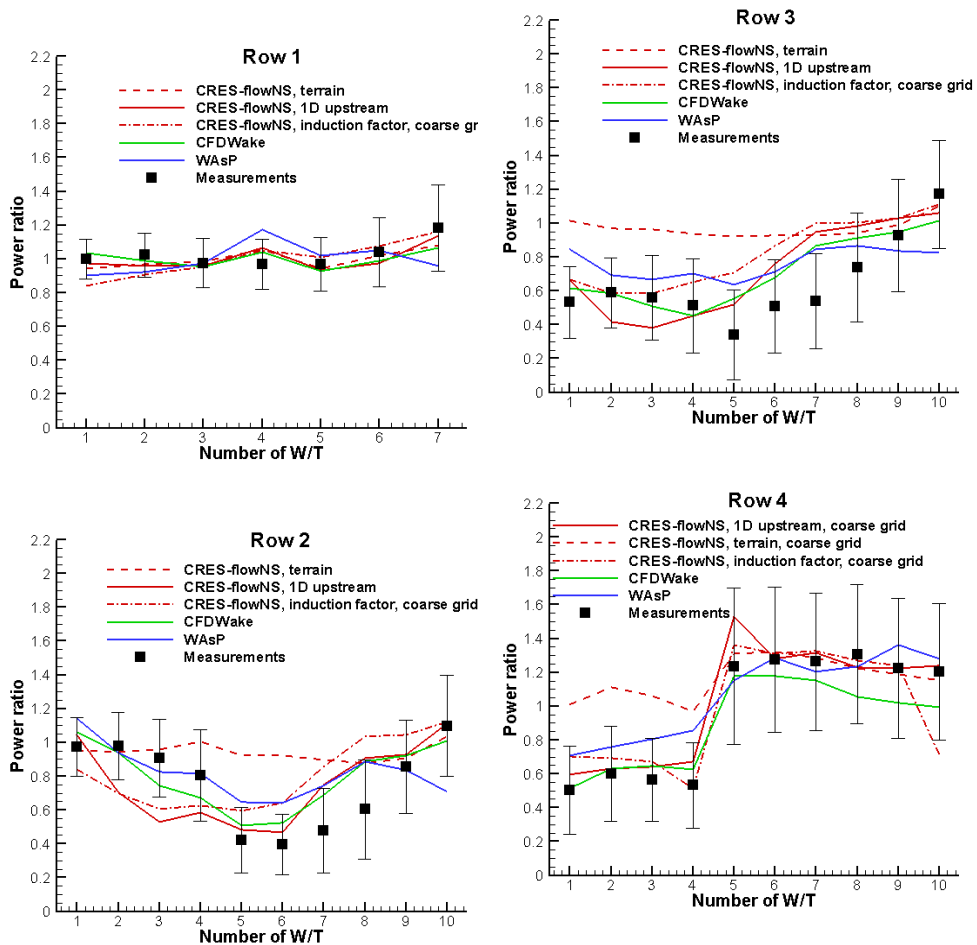 Row 1
CRES-flowNS, terrain
CRES-flowNS, 1D upstream
CRES-flowNS, induction factor, coarse gr
CFDWake
WAsP
Measurements
Power ratio
2.2
2
1.8
1.6
1.4
1.2
1
0.8
0.6
0.4
0.2
0
1 2 3 4 5 6 7
Number of W/T
Row 3
CRES-flowNS, terrain
CRES-flowNS, 1D upstream
CRES-flowNS, induction factor, coarse grid
CFDWake
WAsP
Measurements
Power ratio
2.2
2
1.8
1.6
1.4
1.2
1
0.8
0.6
0.4
0.2
0
1 2 3 4 5 6 7 8 9 10
Number of W/T
Row 2
CRES-flowNS, terrain
CRES-flowNS, 1D upstream
CRES-flowNS, induction factor, coarse grid
CFDWake
WAsP
Measurements
Power ratio
2.2
2
1.8
1.6
1.4
1.2
1
0.8
0.6
0.4
0.2
0
1 2 3 4 5 6 7 8 9 10
Number of W/T
Row 4
CRES-flowNS, 1D upstream, coarse grid
CRES-flowNS, terrain, coarse grid
CRES-flowNS, induction factor, coarse grid
CFDWake
WAsP
Measurements
Power ratio
2.2
2
1.8
1.6
1.4
1.2
1
0.8
0.6
0.4
0.2
0
1 2 3 4 5 6 7 8 9 10
Number of W/T